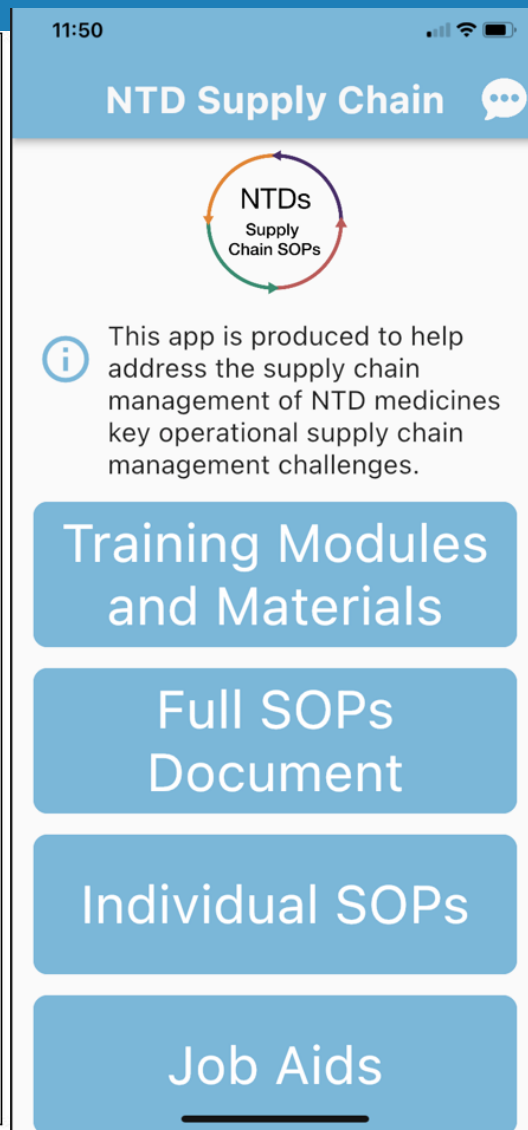 11:50
NTD Supply Chain
NTDs
Supply
Chain SOPs
This app is produced to help
address the supply chain
management of NTD medicines
key operational supply chain
management challenges.
Training Modules
and Materials
Full SOPs
Document
Individual SOPs
Job Aids